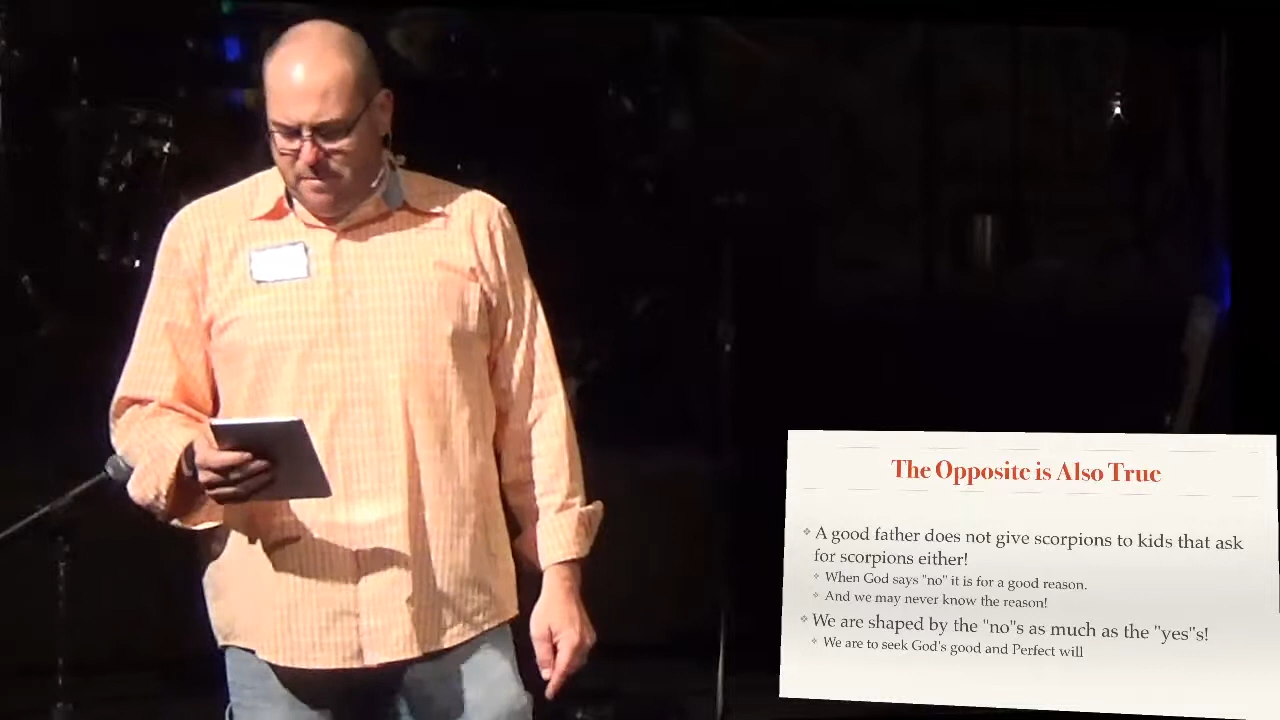 The Opposite is Also True
A good father does not give scorpions to kids that ask
for scorpions either!
When God says "no" it is for a good reason.
And we may never know the reason!
We are shaped by the "no"s as much as the "yes"s!
We are to seek God's good and Perfect will